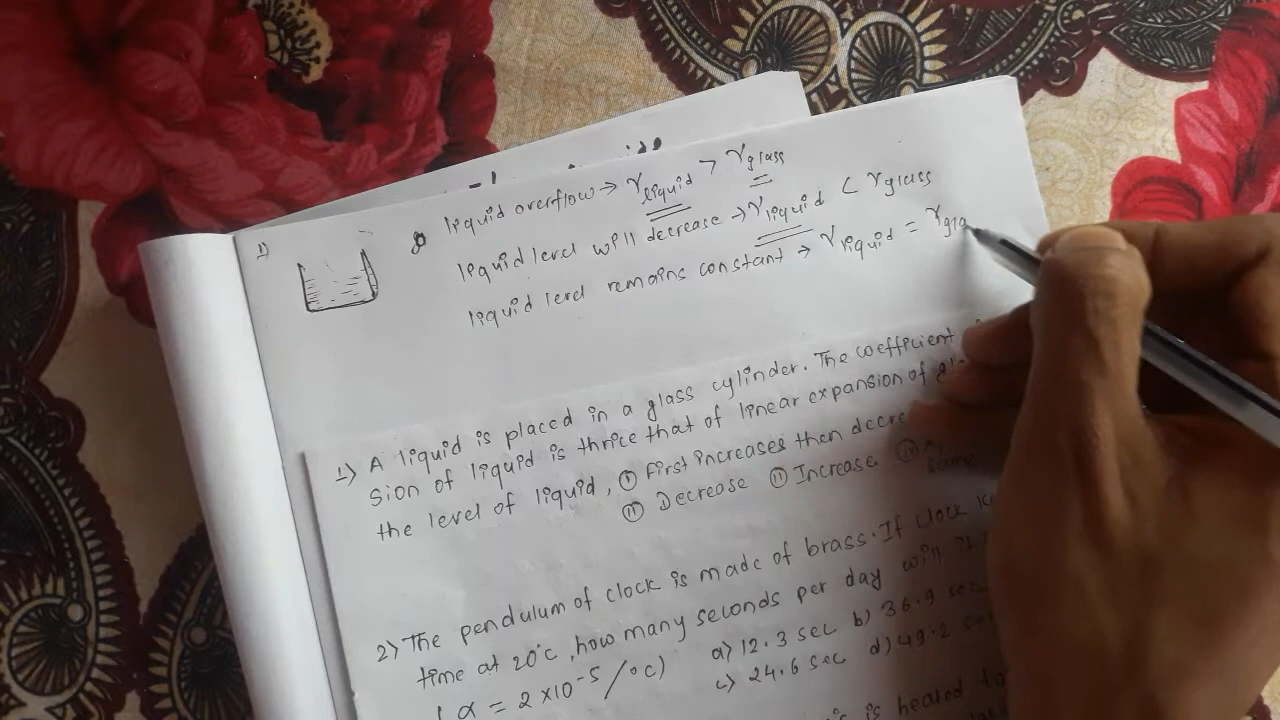 1)
liquid overflow → γliquid > γglass
liquid level will decrease → γliquid < γglass
liquid level remains constant → γliquid = γgla
1) A liquid is placed in a glass cylinder. The coefficient
sion of liquid is thrice that of linear expansion of
the level of liquid, ⓘ First increases then decre
ⓘⓘⓘ Decrease ⓘⓘ Increase
same
2) The pendulum of clock is made of brass. If clock
time at 20°c, how many seconds per day will it
(α = 2 × 10⁻⁵/°c) a) 12.3 sec b) 36.9 sec
c) 24.6 sec d) 49.2
is heated